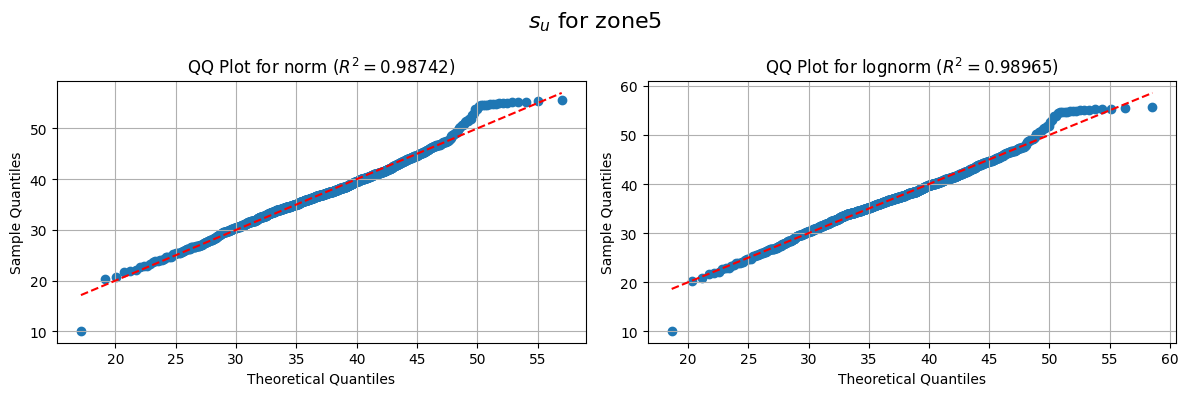 $s_u$ for zone5
QQ Plot for norm ($R^2 = 0.98742$)
50
40
30
20
10
Sample Quantiles
20 25 30 35 40 45 50 55
Theoretical Quantiles
QQ Plot for lognorm ($R^2 = 0.98965$)
60
50
40
30
20
10
Sample Quantiles
20 25 30 35 40 45 50 55 60
Theoretical Quantiles